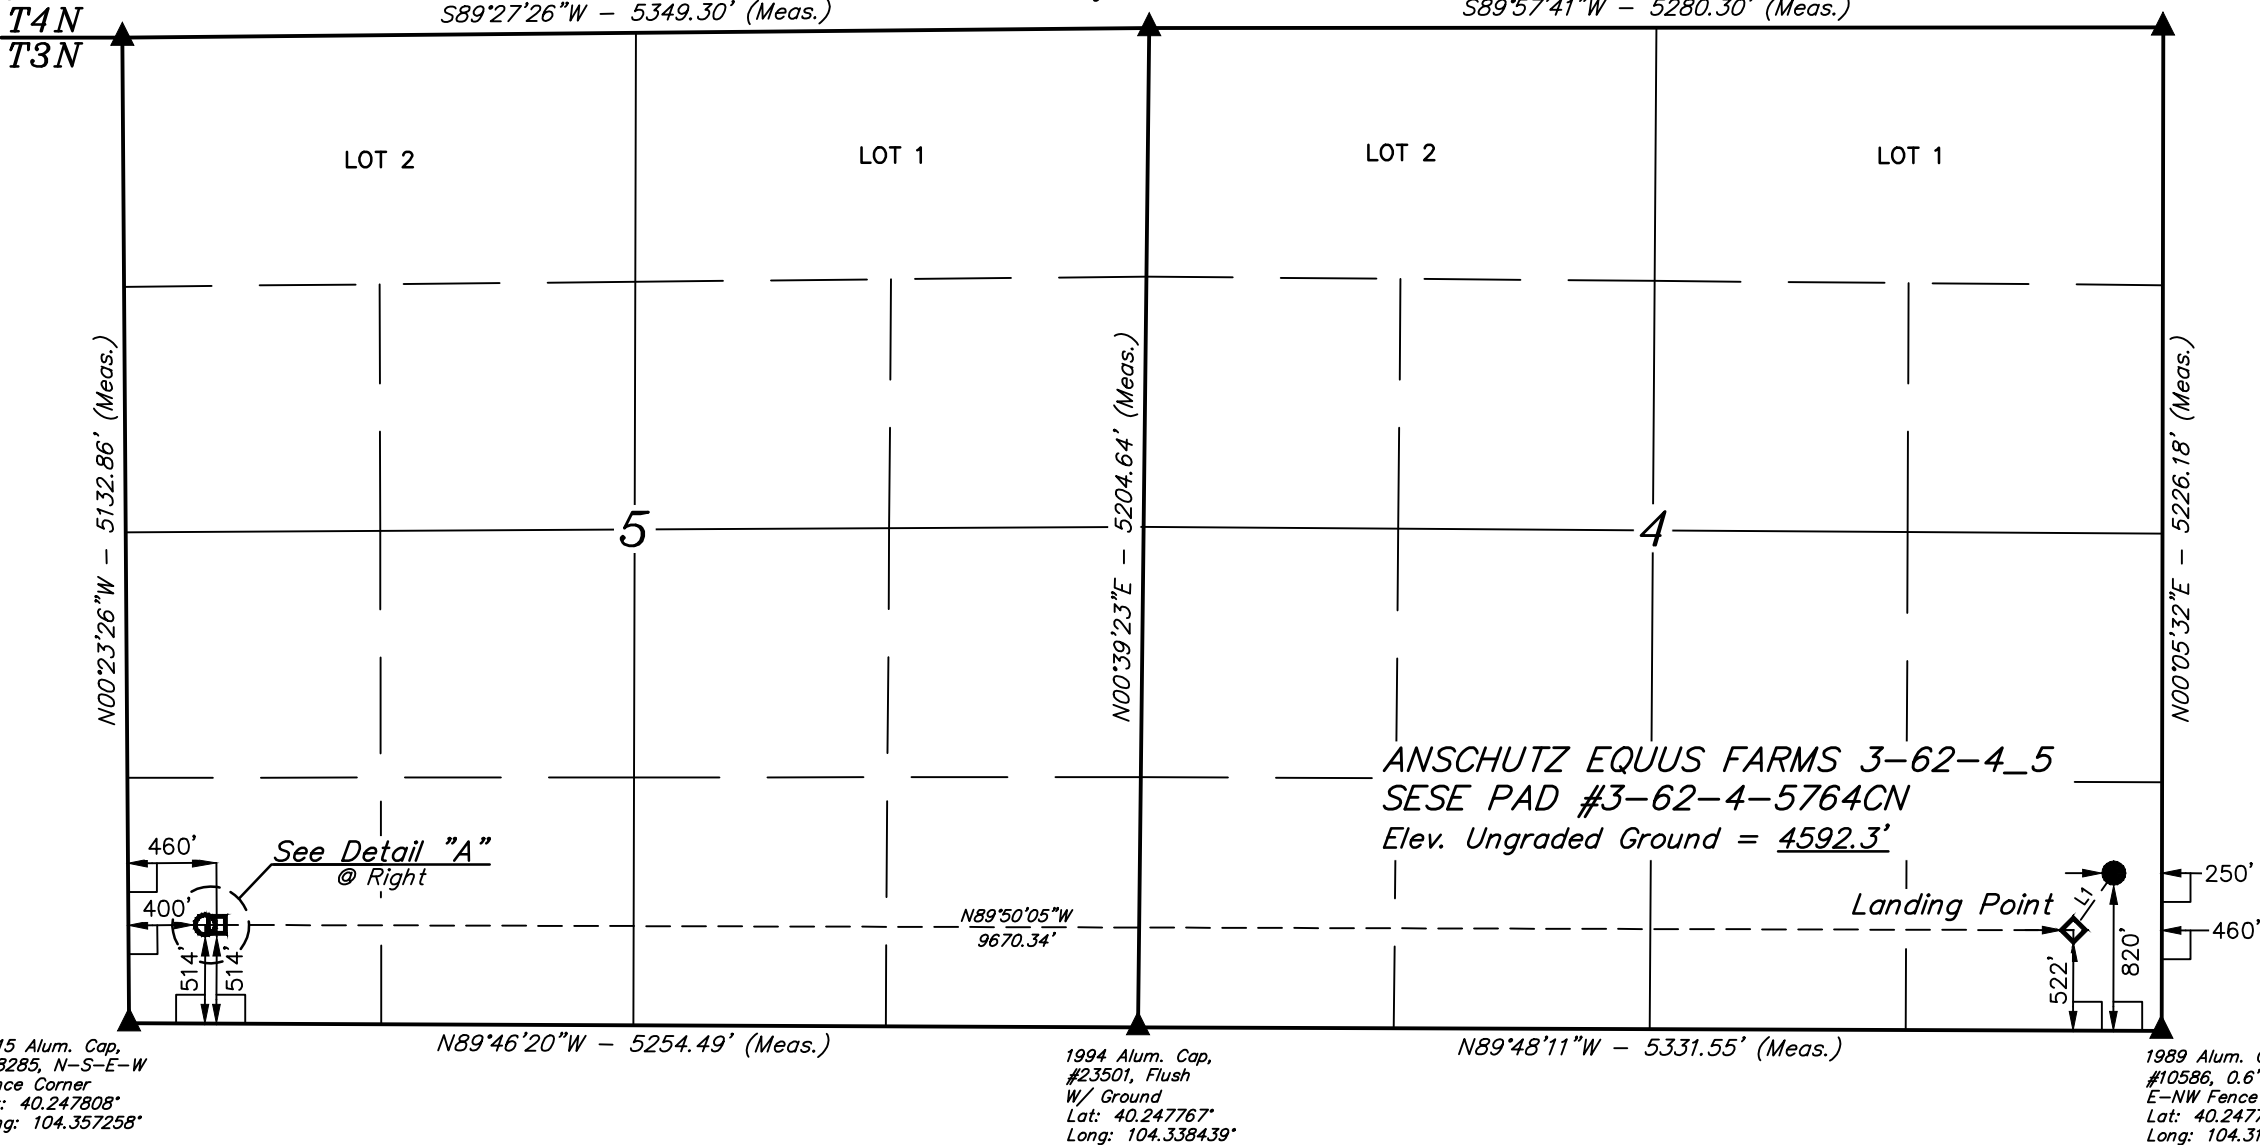 T4N
T3N
S89°27'26"W - 5349.30' (Meas.)
S89°57'41"W - 5280.30' (Meas.)
LOT 2
LOT 1
LOT 2
LOT 1
N00°23'26"W - 5132.86' (Meas.)
N00°39'23"E - 5204.64' (Meas.)
N00°05'32"E - 5226.18' (Meas.)
5
4
ANSCHUTZ EQUUS FARMS 3-62-4_5
SESE PAD #3-62-4-5764CN
Elev. Ungraded Ground = 4592.3'
460'
See Detail "A"
@ Right
400'
514'
514'
N89°50'05"W
9670.34'
Landing Point
L1
250'
460'
522'
820'
N89°46'20"W - 5254.49' (Meas.)
N89°48'11"W - 5331.55' (Meas.)
15 Alum. Cap,
8285, N-S-E-W
nce Corner
: 40.247808°
ng: 104.357258°
1994 Alum. Cap,
#23501, Flush
W/ Ground
Lat: 40.247767°
Long: 104.338439°
1989 Alum.
#10586, 0.6'
E-NW Fence
Lat: 40.2477
Long: 104.31